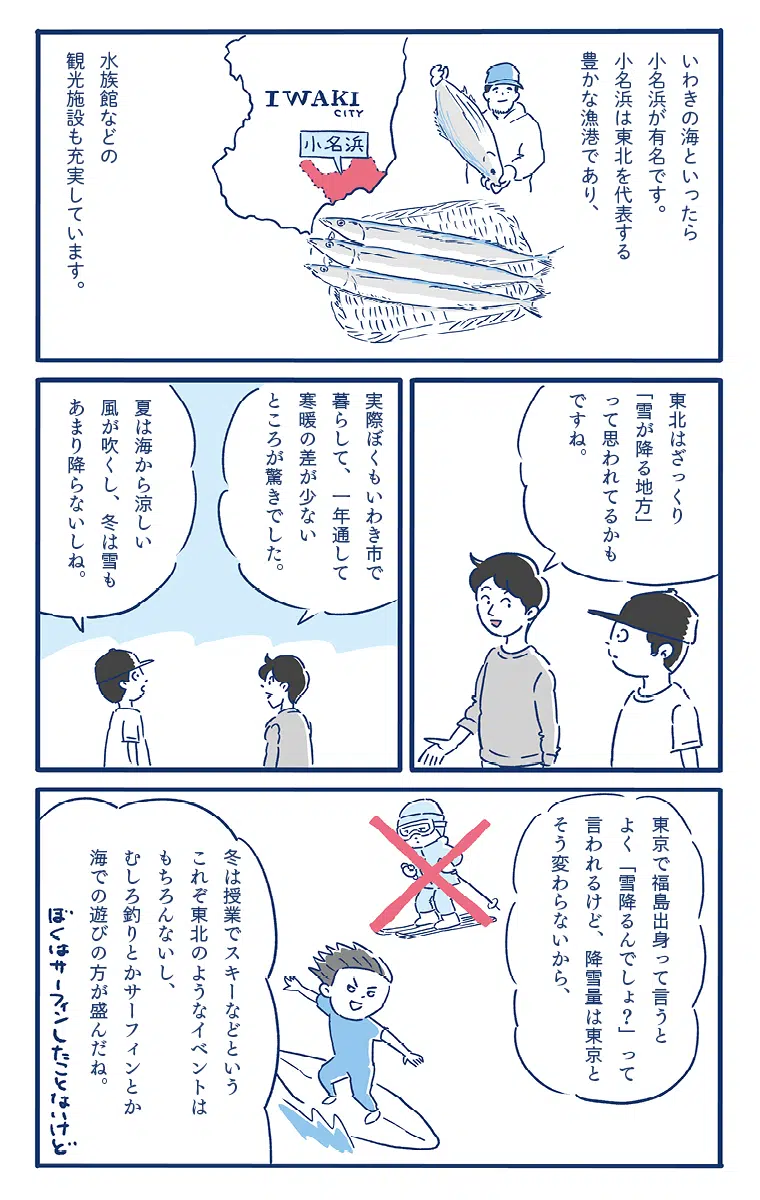 いわきの海といったら
小名浜が有名です。
小名浜は東北を代表する
豊かな漁港であり、
IWAKI
CITY
小名浜
水族館などの
観光施設も充実しています。
東北はざっくり
「雪が降る地方」
って思われてるかも
ですね。
実際ぼくもいわき市で
暮らして、一年通して
寒暖の差が少ない
ところが驚きでした。
夏は海から涼しい
風が吹くし、冬は雪も
あまり降らないしね。
東京で福島出身って言うと
よく「雪降るんでしょ？」って
言われるけど、降雪量は東京と
そう変わらないから、
冬は授業でスキーなどという
これぞ東北のようなイベントは
もちろんないし、
むしろ釣りとかサーフィンとか
海での遊びの方が盛んだね。
ぼくはサーフィンしたことないけど